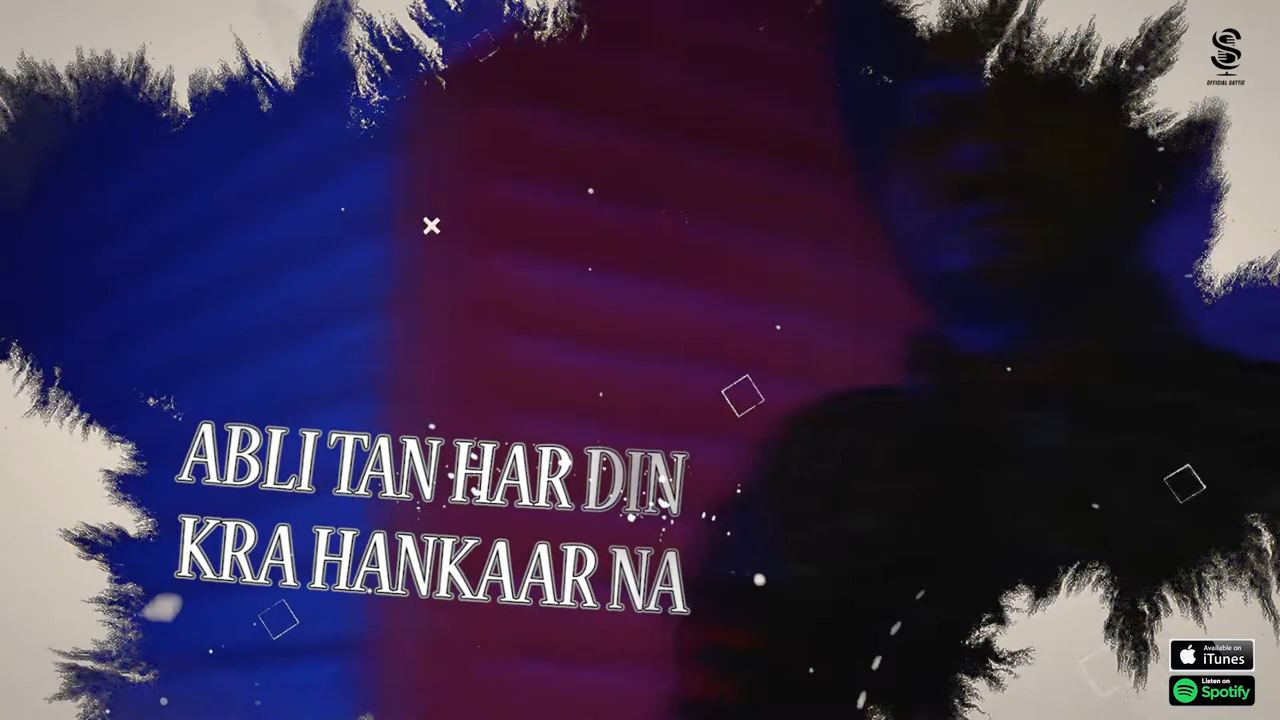 OFFICIAL SATTIE
ABLI TAN HAR DIN
KRA HANKAAR NA
Available on
iTunes
Listen on
Spotify